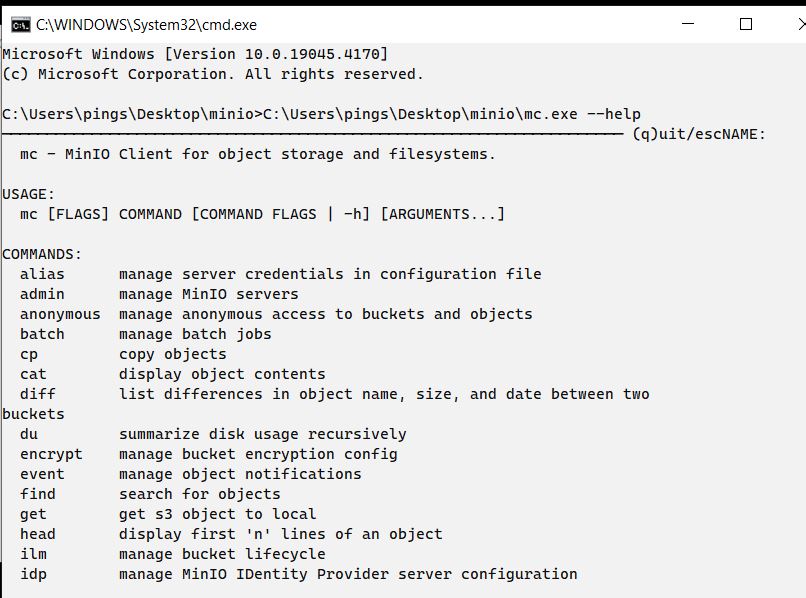 C:\WINDOWS\System32\cmd.exe
Microsoft Windows [Version 10.0.19045.4170]
(c) Microsoft Corporation. All rights reserved.
C:\Users\pings\Desktop\minio>C:\Users\pings\Desktop\minio\mc.exe --help
(q)uit/escNAME:
mc - MinIO Client for object storage and filesystems.
USAGE:
mc [FLAGS] COMMAND [COMMAND FLAGS | -h] [ARGUMENTS...]
COMMANDS:
alias      manage server credentials in configuration file
admin      manage MinIO servers
anonymous  manage anonymous access to buckets and objects
batch      manage batch jobs
cp         copy objects
cat        display object contents
diff       list differences in object name, size, and date between two
buckets
du         summarize disk usage recursively
encrypt    manage bucket encryption config
event      manage object notifications
find       search for objects
get        get s3 object to local
head       display first 'n' lines of an object
ilm        manage bucket lifecycle
idp        manage MinIO IDentity Provider server configuration